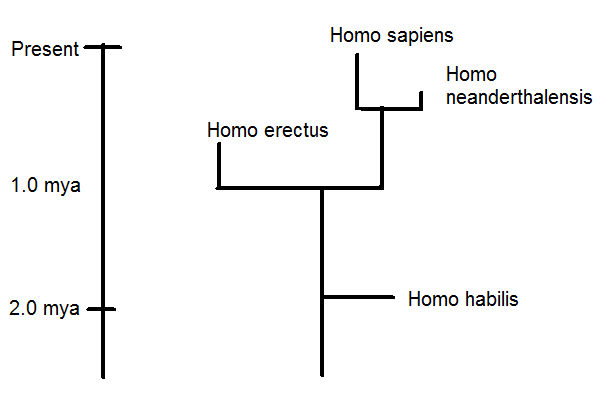 Present
Homo sapiens
Homo
neanderthalensis
Homo erectus
1.0 mya
2.0 mya
Homo habilis